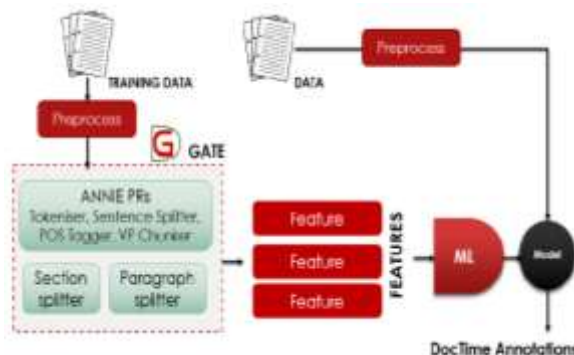 TRAINING DATA
DATA
Preprocess
Preprocess
G GATE
ANNIE PRs
Tokeniser, Sentence Splitter,
POS Tagger, VP Chunker
Section
splitter
Paragraph
splitter
Feature
Feature
Feature
FEATURES
ML
Model
DocTime Annotations